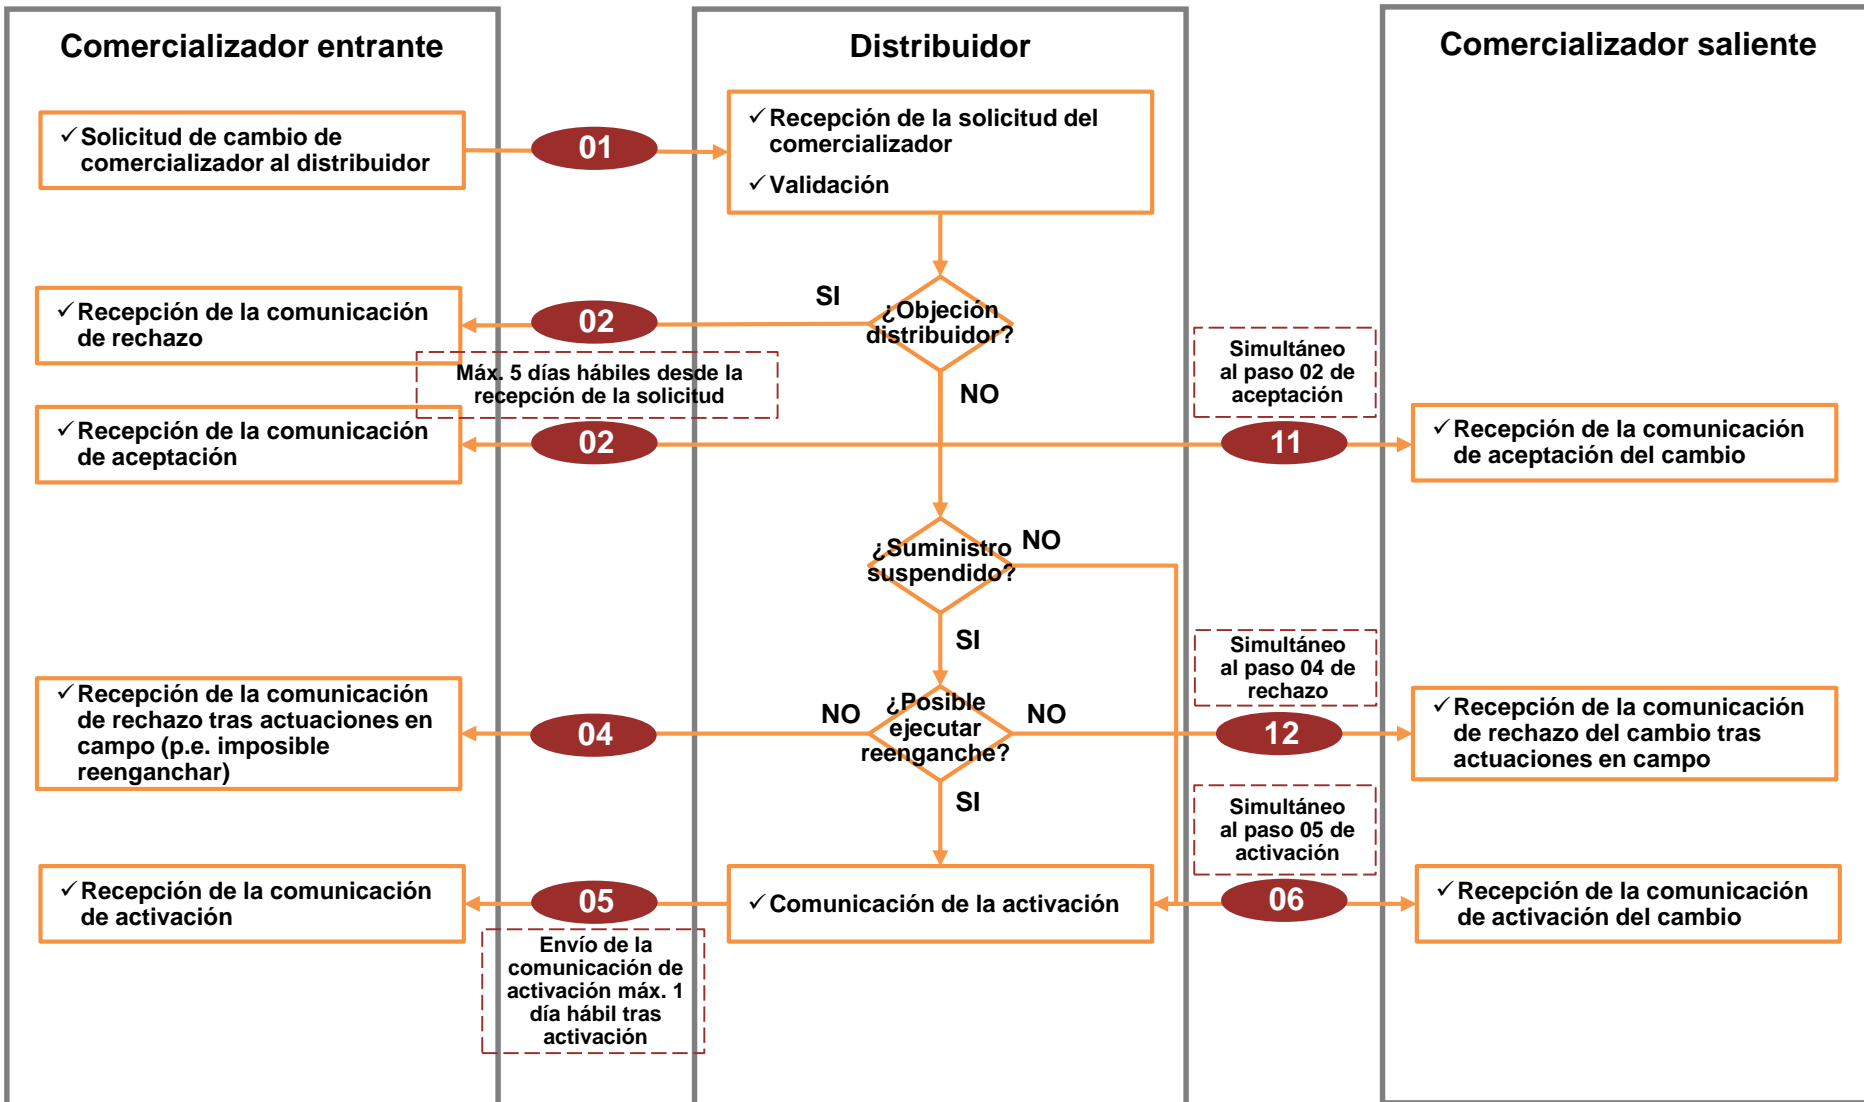 Comercializador entrante
Distribuidor
Comercializador saliente
✓ Solicitud de cambio de
comercializador al distribuidor
01
✓ Recepción de la solicitud del
comercializador
✓ Validación
¿Objeción
distribuidor?
SI
02
✓ Recepción de la comunicación
de rechazo
Máx. 5 días hábiles desde la
recepción de la solicitud
NO
Simultáneo
al paso 02 de
aceptación
✓ Recepción de la comunicación
de aceptación
02
11
✓ Recepción de la comunicación
de aceptación del cambio
¿Suministro
suspendido?
NO
SI
Simultáneo
al paso 04 de
rechazo
✓ Recepción de la comunicación
de rechazo tras actuaciones en
campo (p.e. imposible
reenganchar)
04
NO
¿Posible
ejecutar
reenganche?
NO
12
✓ Recepción de la comunicación
de rechazo del cambio tras
actuaciones en campo
SI
Simultáneo
al paso 05 de
activación
✓ Recepción de la comunicación
de activación
05
✓ Comunicación de la activación
06
✓ Recepción de la comunicación
de activación del cambio
Envío de la
comunicación de
activación máx. 1
día hábil tras
activación